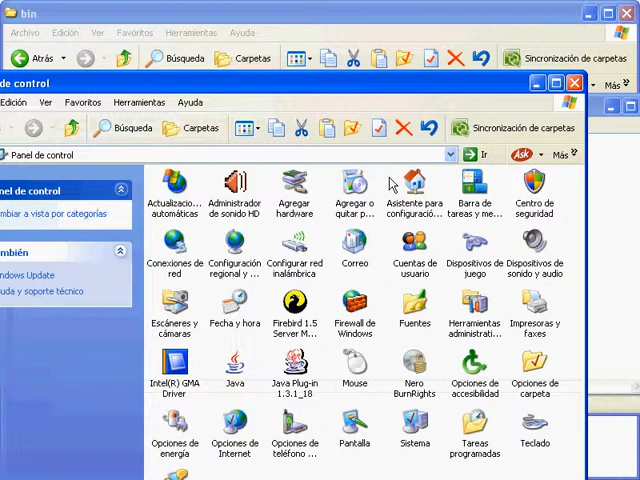 bin
Archivo Edición Ver Favoritos Herramientas Ayuda
Atrás Búsqueda Carpetas Sincronización de carpetas
Más
de control
Edición Ver Favoritos Herramientas Ayuda
Búsqueda Carpetas Sincronización de carpetas
Panel de control Ir Ask Más
nel de control
mbiar a vista por categorías
mbién
ndows Update
uda y soporte técnico
Actualizacio... automáticas
Administrador de sonido HD
Agregar hardware
Agregar o quitar p...
Asistente para configuració...
Barra de tareas y me...
Centro de seguridad
Conexiones de red
Configuración regional y ...
Configurar red inalámbrica
Correo
Cuentas de usuario
Dispositivos de juego
Dispositivos de sonido y audio
Escáneres y cámaras
Fecha y hora
Firebird 1.5 Server M...
Firewall de Windows
Fuentes
Herramientas administrati...
Impresoras y faxes
Intel(R) GMA Driver
Java
Java Plug-in 1.3.1_18
Mouse
Nero BurnRights
Opciones de accesibilidad
Opciones de carpeta
Opciones de energía
Opciones de Internet
Opciones de teléfono ...
Pantalla
Sistema
Tareas programadas
Teclado